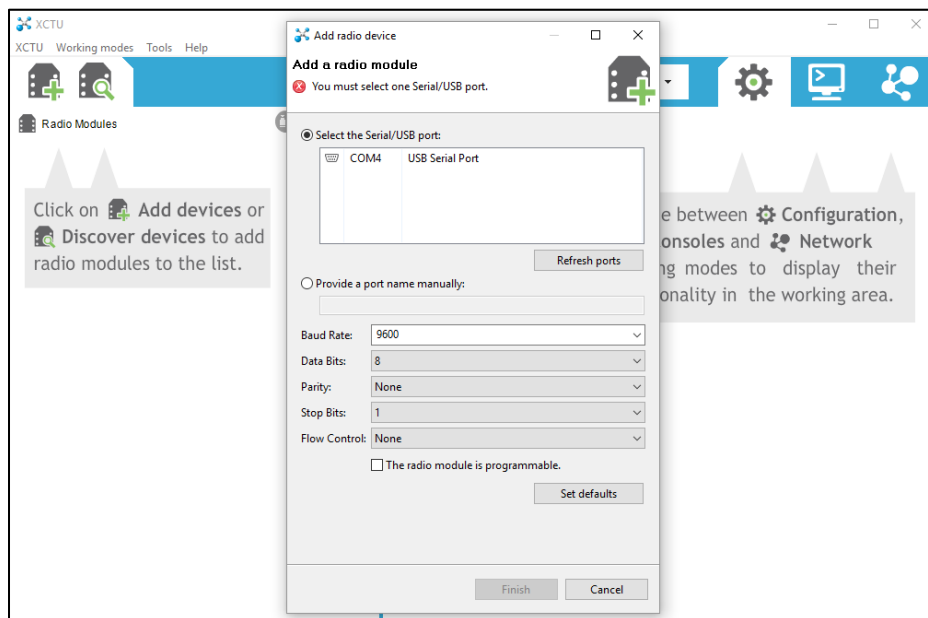 XCTU
XCTU Working modes Tools Help
Radio Modules
Click on Add devices or
Discover devices to add
radio modules to the list.
Add radio device
Add a radio module
You must select one Serial/USB port.
Select the Serial/USB port:
COM4 USB Serial Port
Refresh ports
Provide a port name manually:
Baud Rate: 9600
Data Bits: 8
Parity: None
Stop Bits: 1
Flow Control: None
The radio module is programmable.
Set defaults
Finish Cancel
e between Configuration,
onsoles and Network
ng modes to display their
onality in the working area.